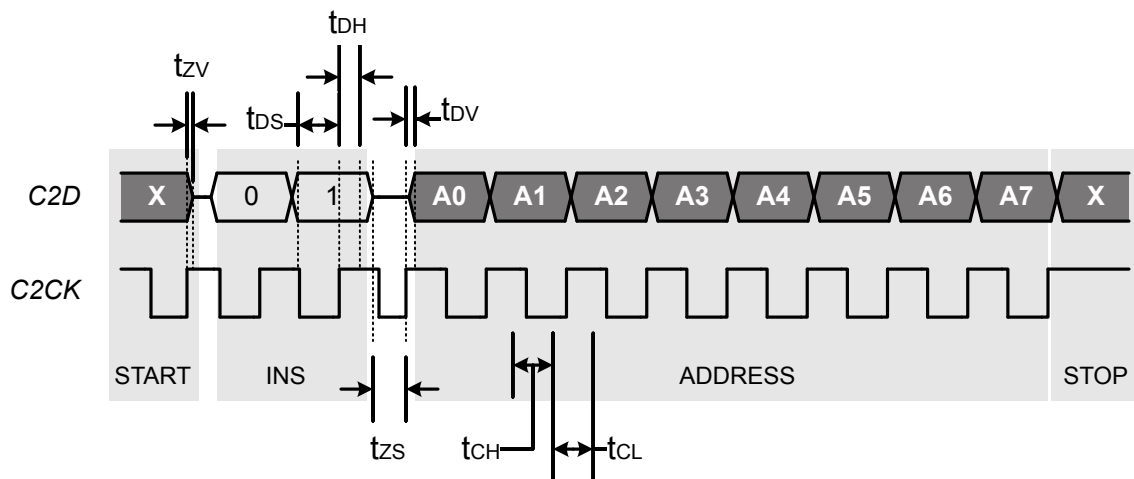 tDH
tZV
tDS
tDV
C2D X 0 1 A0 A1 A2 A3 A4 A5 A6 A7 X
C2CK
START INS ADDRESS STOP
tZS tCH tCL